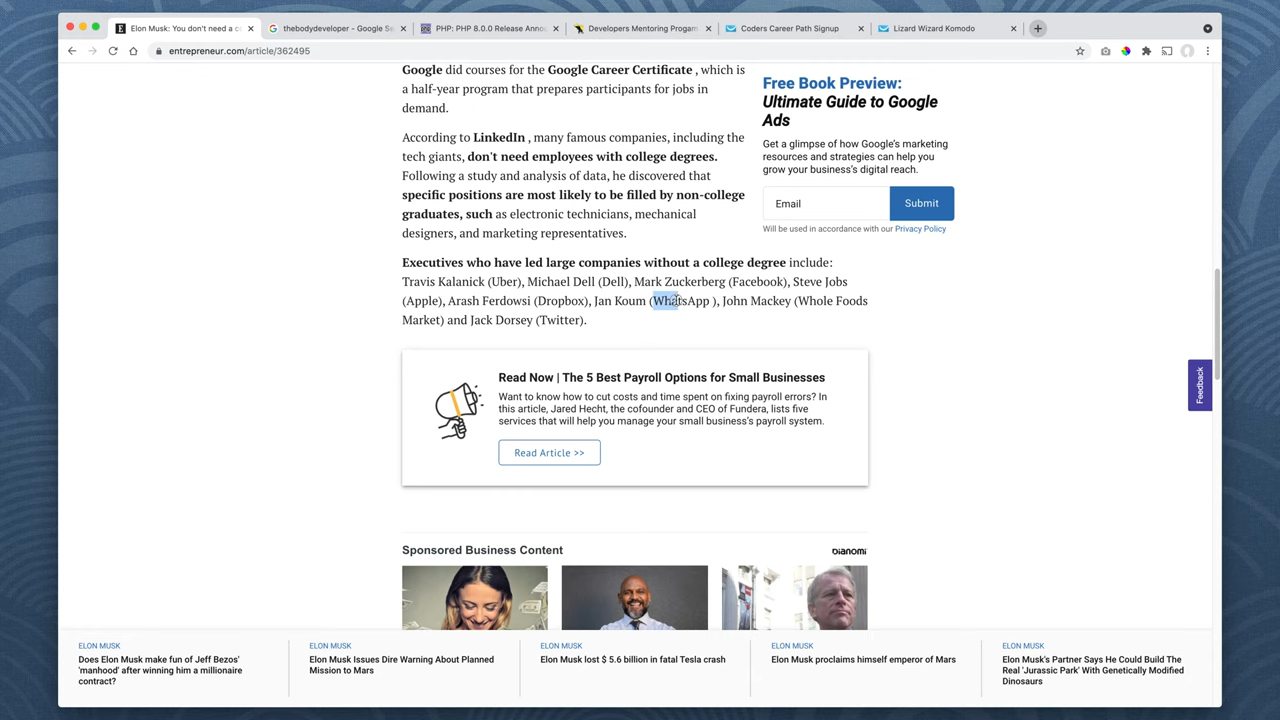 Elon Musk: You don't need a c
thebodydeveloper - Google Se
PHP: PHP 8.0.0 Release Anno
Developers Mentoring Progam
Coders Career Path Signup
Lizard Wizard Komodo
entrepreneur.com/article/362495
Google did courses for the Google Career Certificate , which is
a half-year program that prepares participants for jobs in
demand.
According to LinkedIn , many famous companies, including the
tech giants, don't need employees with college degrees.
Following a study and analysis of data, he discovered that
specific positions are most likely to be filled by non-college
graduates, such as electronic technicians, mechanical
designers, and marketing representatives.
Executives who have led large companies without a college degree include:
Travis Kalanick (Uber), Michael Dell (Dell), Mark Zuckerberg (Facebook), Steve Jobs
(Apple), Arash Ferdowsi (Dropbox), Jan Koum (WhatsApp ), John Mackey (Whole Foods
Market) and Jack Dorsey (Twitter).
Free Book Preview:
Ultimate Guide to Google
Ads
Get a glimpse of how Google's marketing
resources and strategies can help you
grow your business's digital reach.
Email
Submit
Will be used in accordance with our Privacy Policy
Feedback
Read Now | The 5 Best Payroll Options for Small Businesses
Want to know how to cut costs and time spent on fixing payroll errors? In
this article, Jared Hecht, the cofounder and CEO of Fundera, lists five
services that will help you manage your small business's payroll system.
Read Article >>
Sponsored Business Content
bianomi
ELON MUSK
Does Elon Musk make fun of Jeff Bezos'
'manhood' after winning him a millionaire
contract?
ELON MUSK
Elon Musk Issues Dire Warning About Planned
Mission to Mars
ELON MUSK
Elon Musk lost $ 5.6 billion in fatal Tesla crash
ELON MUSK
Elon Musk proclaims himself emperor of Mars
ELON MUSK
Elon Musk's Partner Says He Could Build The
Real 'Jurassic Park' With Genetically Modified
Dinosaurs